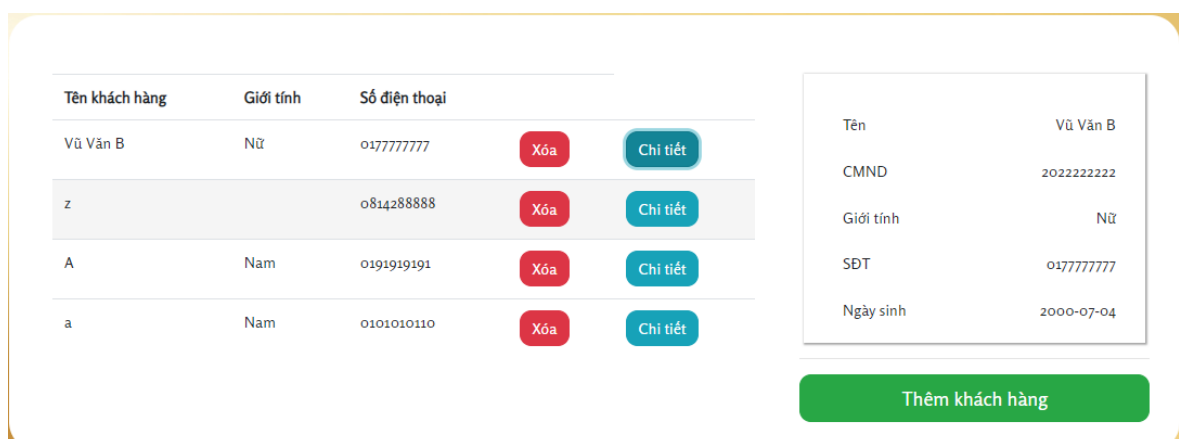 Tên khách hàng Giới tính Số điện thoại
Vũ Văn B Nữ 0177777777 Xóa Chi tiết
z 0814288888 Xóa Chi tiết
A Nam 0191919191 Xóa Chi tiết
a Nam 0101010110 Xóa Chi tiết
Tên Vũ Văn B
CMND 2022222222
Giới tính Nữ
SĐT 0177777777
Ngày sinh 2000-07-04
Thêm khách hàng